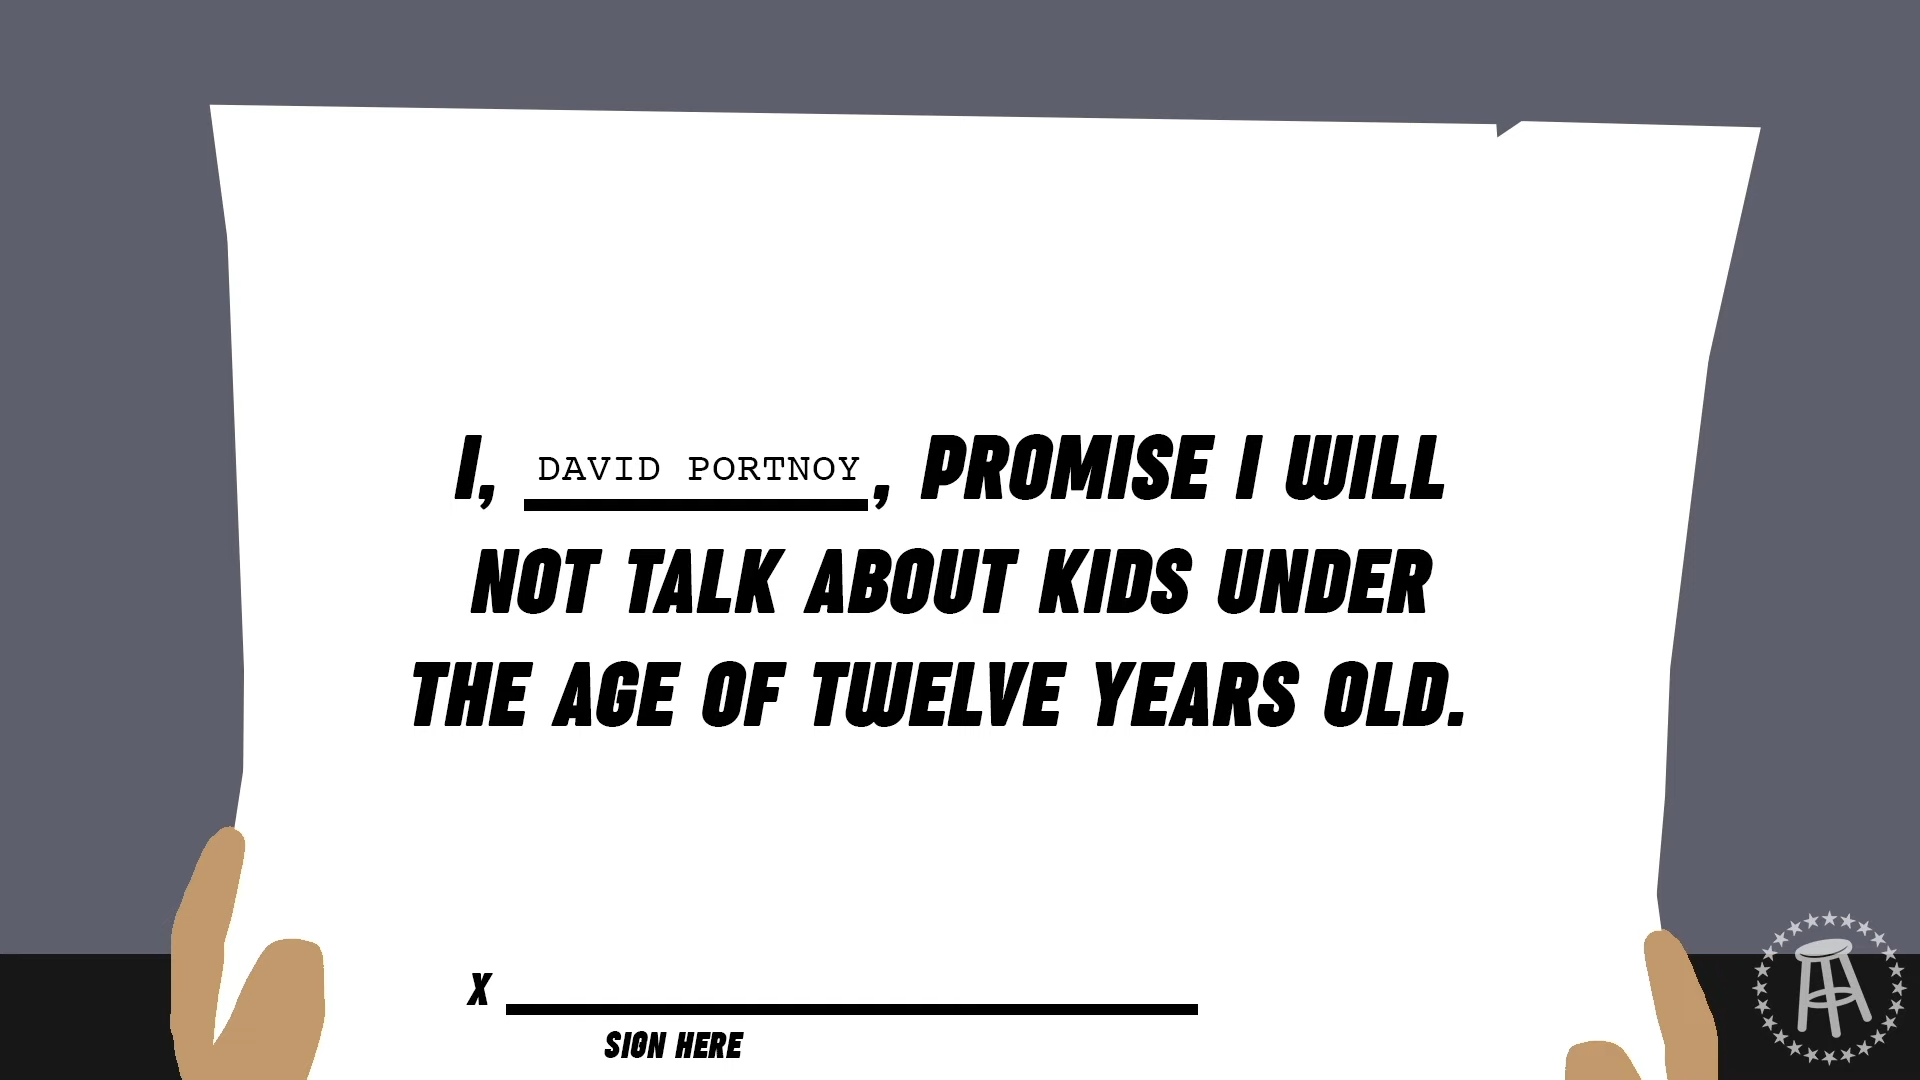 I, DAVID PORTNOY, PROMISE I WILL
NOT TALK ABOUT KIDS UNDER
THE AGE OF TWELVE YEARS OLD.
X
SIGN HERE